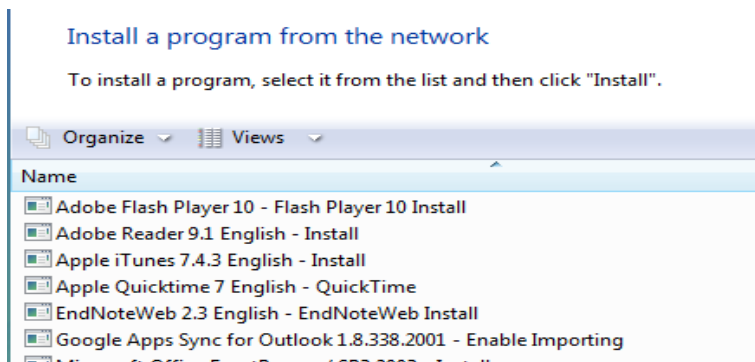 Install a program from the network
To install a program, select it from the list and then click "Install".
Organize Views
Name
Adobe Flash Player 10 - Flash Player 10 Install
Adobe Reader 9.1 English - Install
Apple iTunes 7.4.3 English - Install
Apple Quicktime 7 English - QuickTime
EndNoteWeb 2.3 English - EndNoteWeb Install
Google Apps Sync for Outlook 1.8.338.2001 - Enable Importing
Microsoft Office